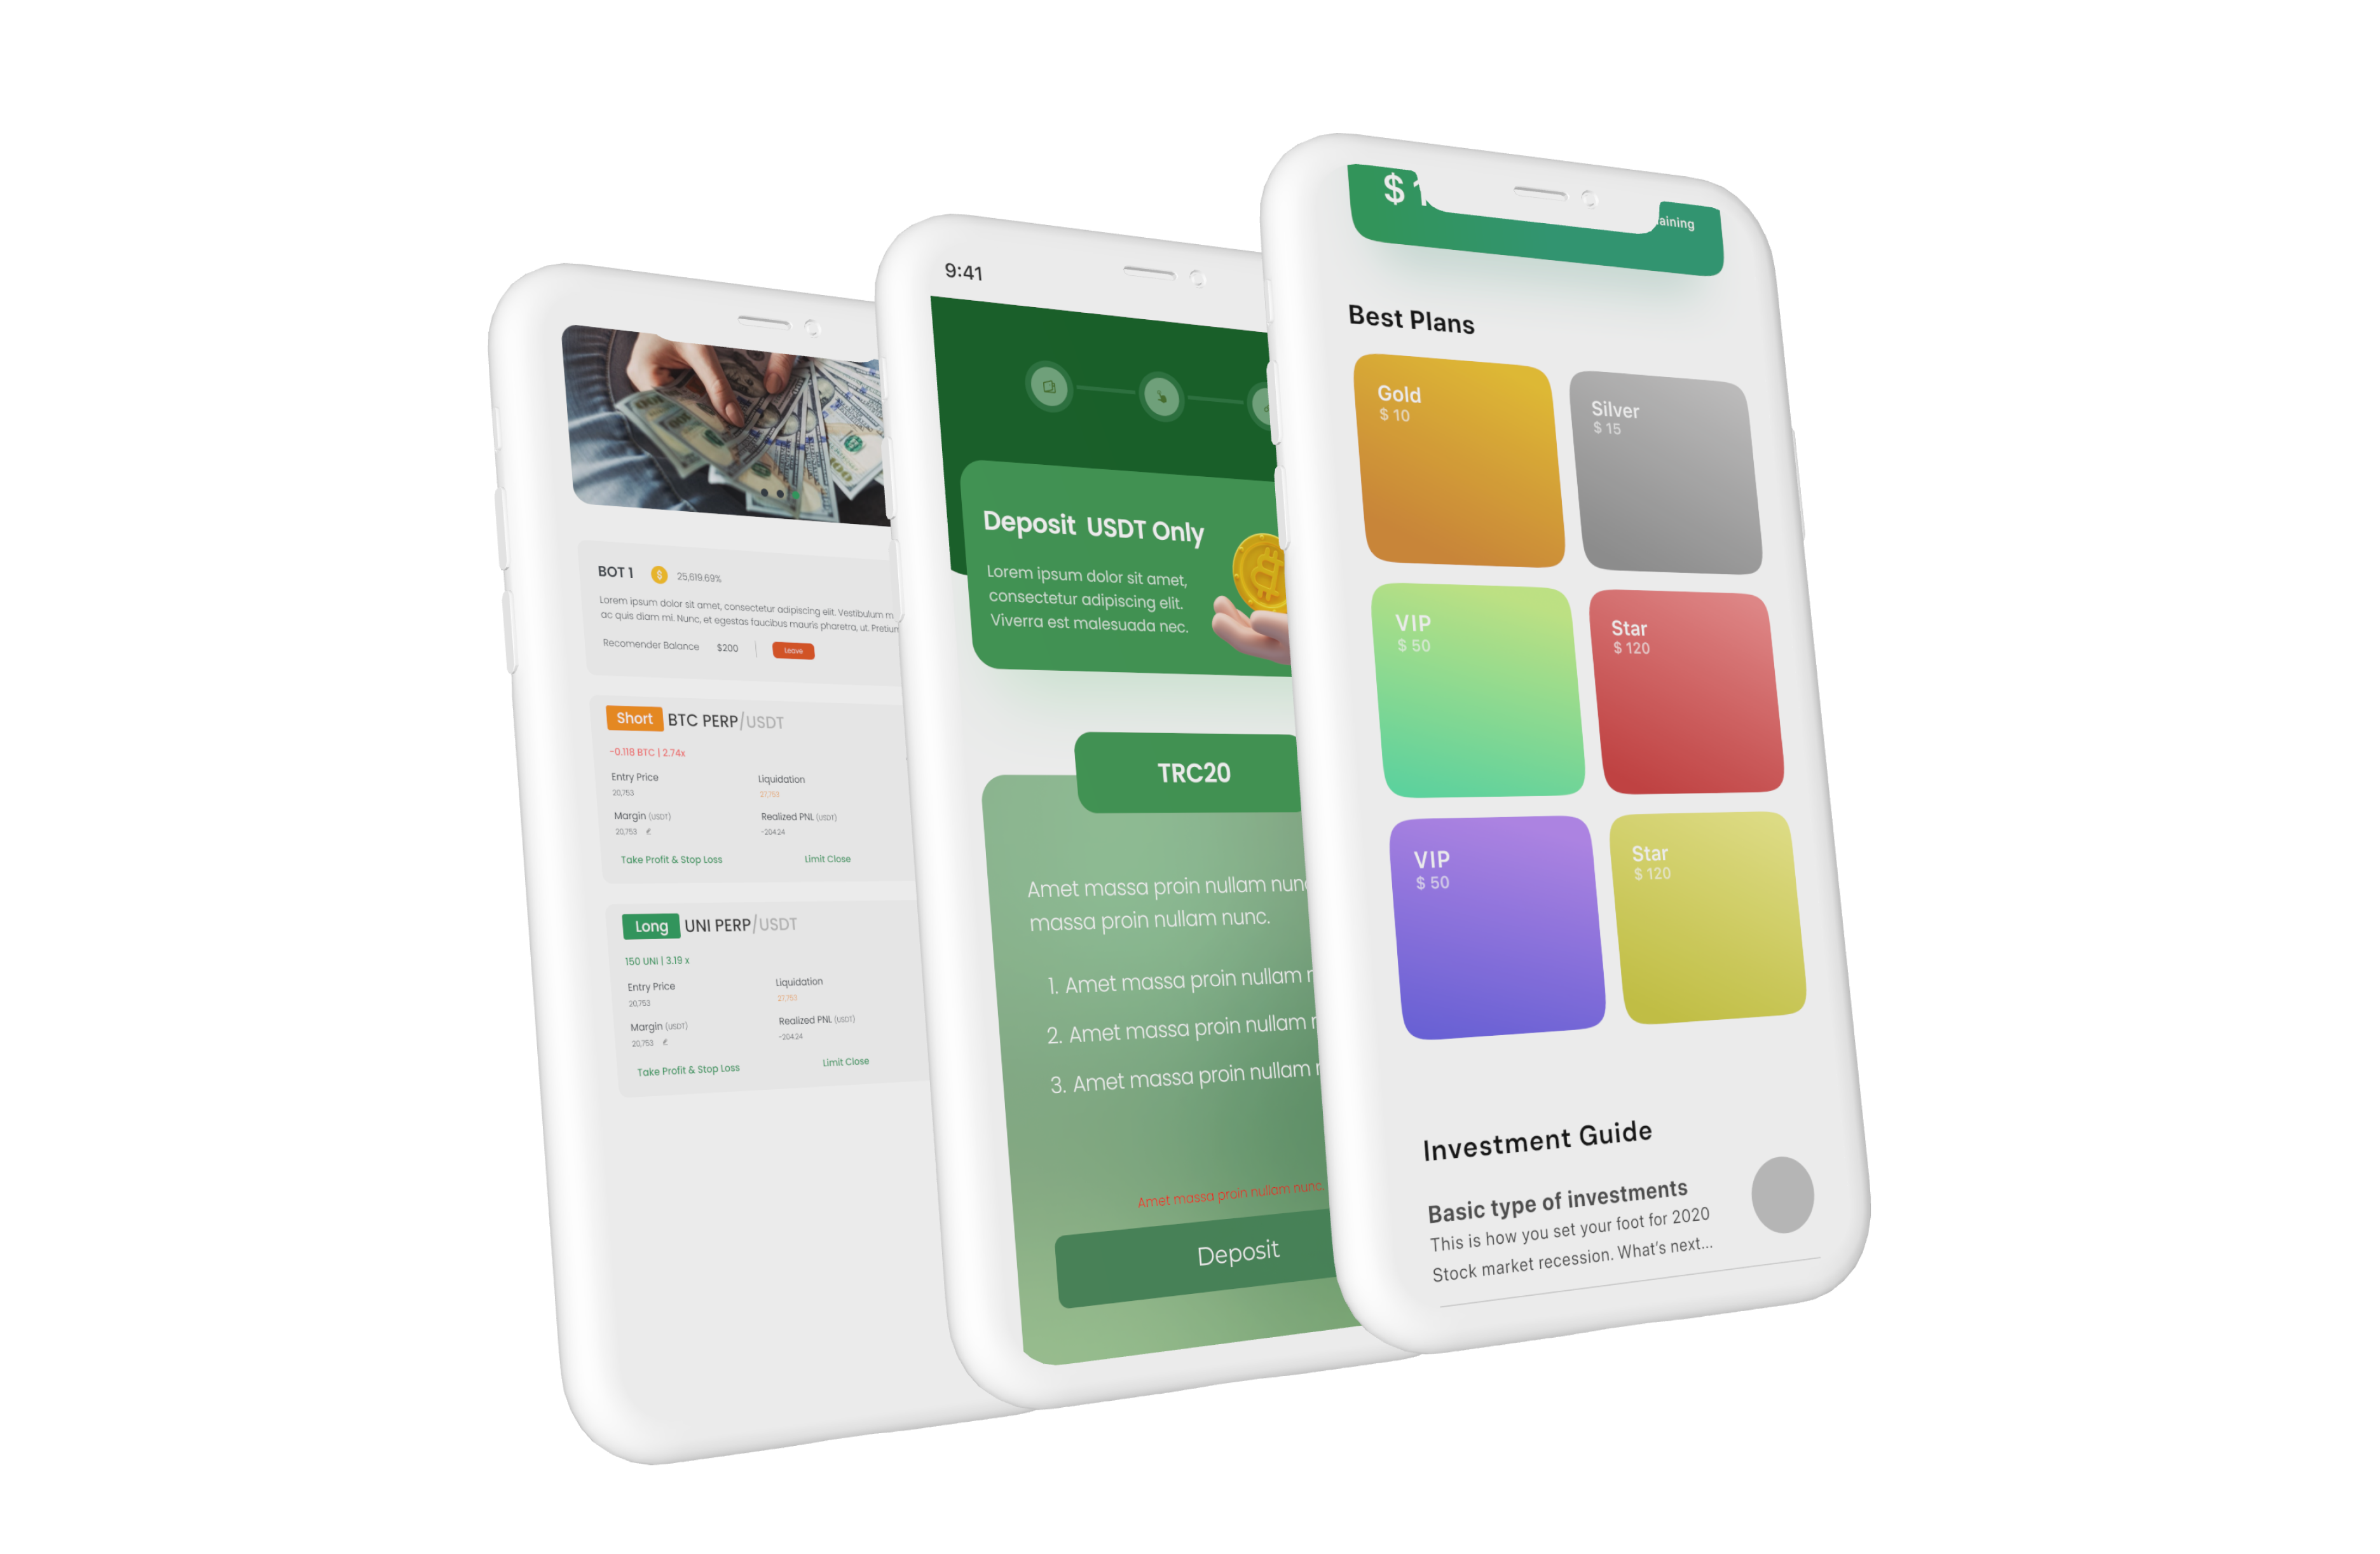 BOT 1
$
25,619.69%
Lorem ipsum dolor sit amet, consectetur adipiscing elit. Vestibulum m
ac quis diam mi. Nunc, et egestas faucibus mauris pharetra, ut. Pretium
Recomender Balance $200 Leave
Short BTC PERP/USDT
-0.118 BTC | 2.74x
Entry Price Liquidation
20,753 27,753
Margin (USDT) Realized PNL (USDT)
20,753 -204.24
Take Profit & Stop Loss Limit Close
Long UNI PERP/USDT
150 UNI | 3.19 x
Entry Price Liquidation
20,753 27,753
Margin (USDT) Realized PNL (USDT)
20,753 -204.24
Take Profit & Stop Loss Limit Close
9:41
Deposit USDT Only
Lorem ipsum dolor sit amet,
consectetur adipiscing elit.
Viverra est malesuada nec.
TRC20
Amet massa proin nullam nunc
massa proin nullam nunc.
1. Amet massa proin nullam
2. Amet massa proin nullam
3. Amet massa proin nullam
Amet massa proin nullam nunc.
Deposit
$ 1
aining
Best Plans
Gold
$ 10
Silver
$ 15
VIP
$ 50
Star
$ 120
VIP
$ 50
Star
$ 120
Investment Guide
Basic type of investments
This is how you set your foot for 2020
Stock market recession. What's next...